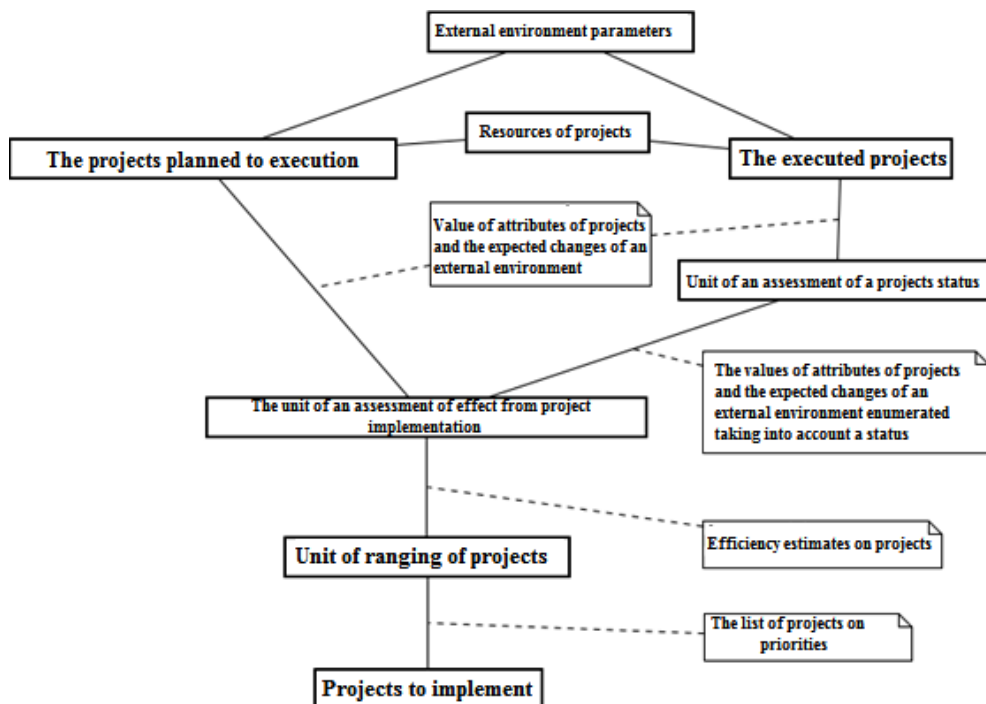 External environment parameters
Resources of projects
The projects planned to execution
The executed projects
Value of attributes of projects
and the expected changes of an
external environment
Unit of an assessment of a projects status
The values of attributes of projects
and the expected changes of an
external environment enumerated
taking into account a status
The unit of an assessment of effect from project
implementation
Efficiency estimates on projects
Unit of ranging of projects
The list of projects on
priorities
Projects to implement